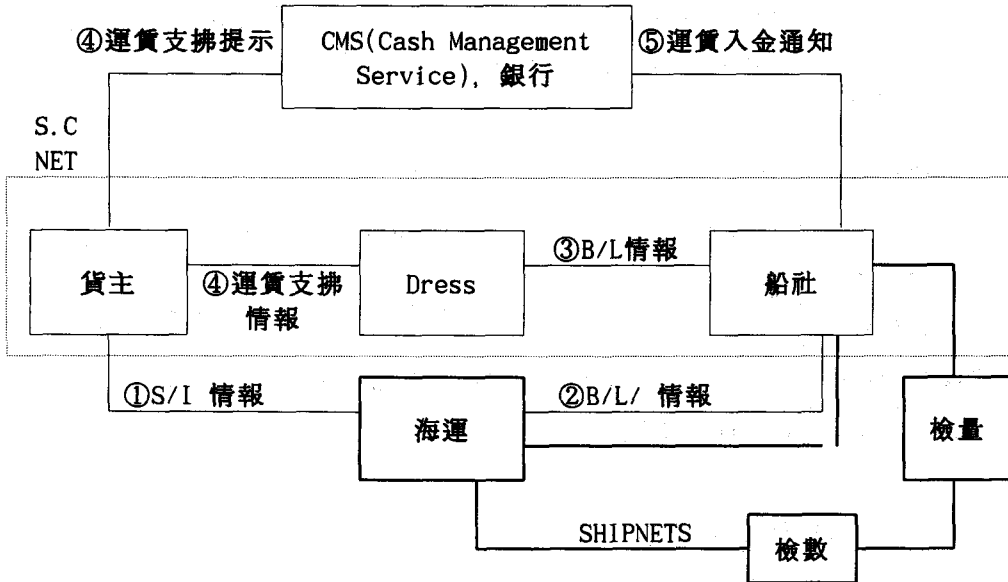 ④運賃支拂提示
CMS(Cash Management
Service), 銀行
⑤運賃入金通知
S.C
NET
貨主
④運賃支拂
情報
Dress
③B/L情報
船社
①S/I 情報
海運
②B/L/ 情報
檢量
SHIPNETS
檢數